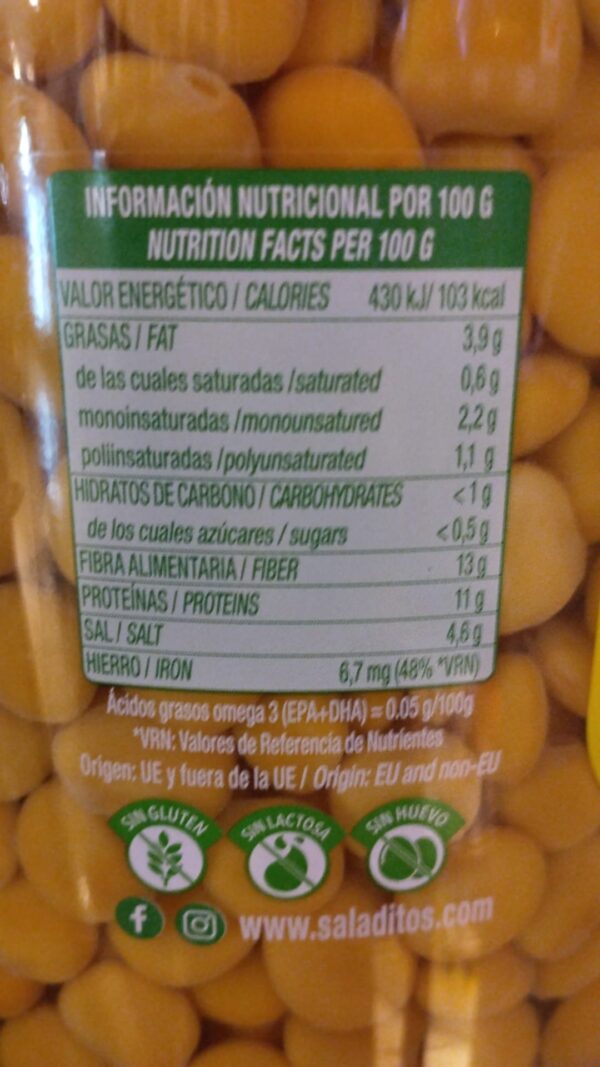 INFORMACIÓN NUTRICIONAL POR 100 G
NUTRITION FACTS PER 100 G
VALOR ENERGÉTICO / CALORIES 430 kJ/ 103 kcal
GRASAS / FAT 3,9 g
de las cuales saturadas /saturated 0,6 g
monoinsaturadas /monounsatured 2,2 g
poliinsaturadas /polyunsaturated 1,1 g
HIDRATOS DE CARBONO / CARBOHYDRATES <1 g
de los cuales azúcares / sugars <0,5 g
FIBRA ALIMENTARIA / FIBER 13 g
PROTEÍNAS / PROTEINS 11 g
SAL / SALT 4,6 g
HIERRO / IRON 6,7 mg (48% *VRN)
Ácidos grasos omega 3 (EPA+DHA) = 0.05 g/100g
*VRN: Valores de Referencia de Nutrientes
Origen: UE y fuera de la UE / Origin: EU and non-EU
SIN GLUTEN SIN LACTOSA SIN HUEVO
f www.saladitos.com